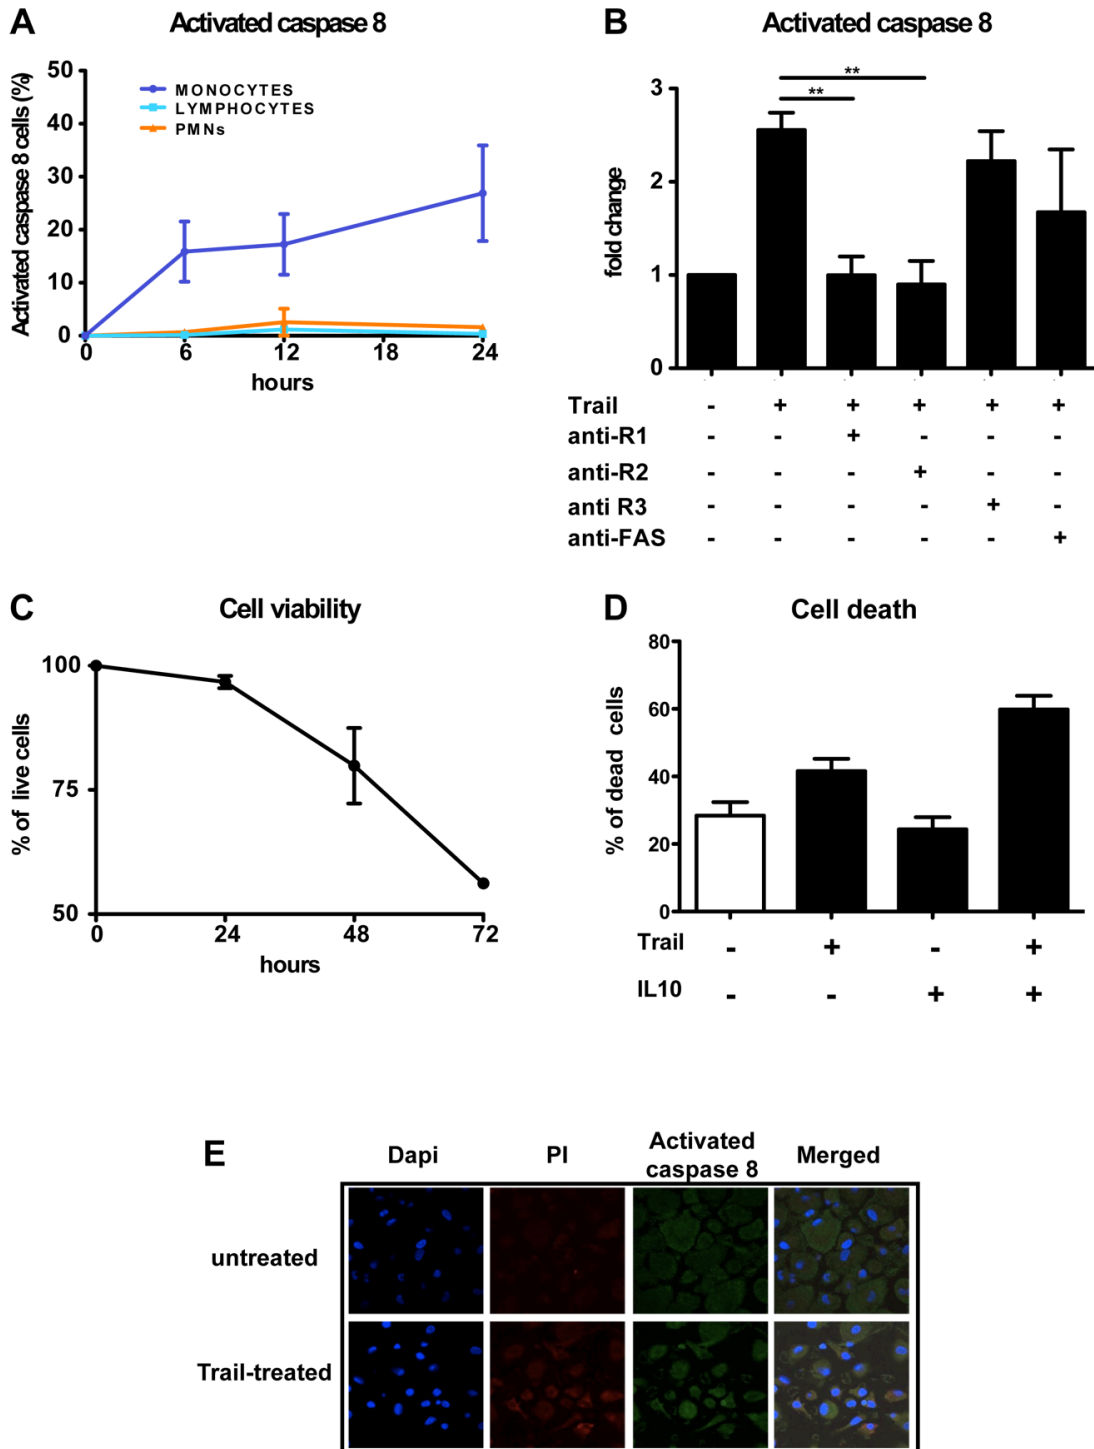 A
Activated caspase 8
Activated caspase 8 cells (%)
50
40
30
20
10
0
MONOCYTES
LYMPHOCYTES
PMNs
0 6 12 18 24
hours
B
Activated caspase 8
fold change
3
2
1
0
**
**
Trail - + + + + +
anti-R1 - - + - - -
anti-R2 - - - + - -
anti R3 - - - - + -
anti-FAS - - - - - +
C
Cell viability
% of live cells
100
75
50
0 24 48 72
hours
D
Cell death
% of dead cells
80
60
40
20
0
Trail - + - +
IL10 - - + +
E
Dapi PI Activated caspase 8 Merged
untreated
Trail-treated